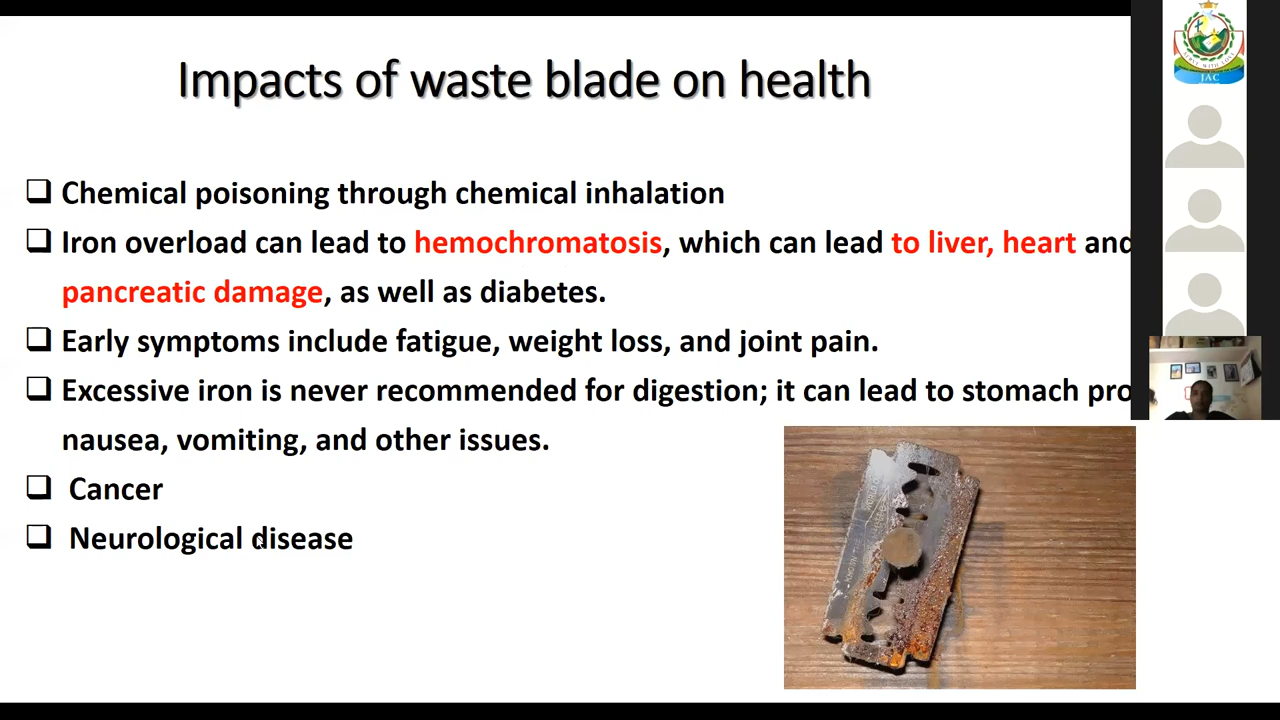 Impacts of waste blade on health
Chemical poisoning through chemical inhalation
Iron overload can lead to hemochromatosis, which can lead to liver, heart and
pancreatic damage, as well as diabetes.
Early symptoms include fatigue, weight loss, and joint pain.
Excessive iron is never recommended for digestion; it can lead to stomach pro
nausea, vomiting, and other issues.
Cancer
Neurological disease
JAC